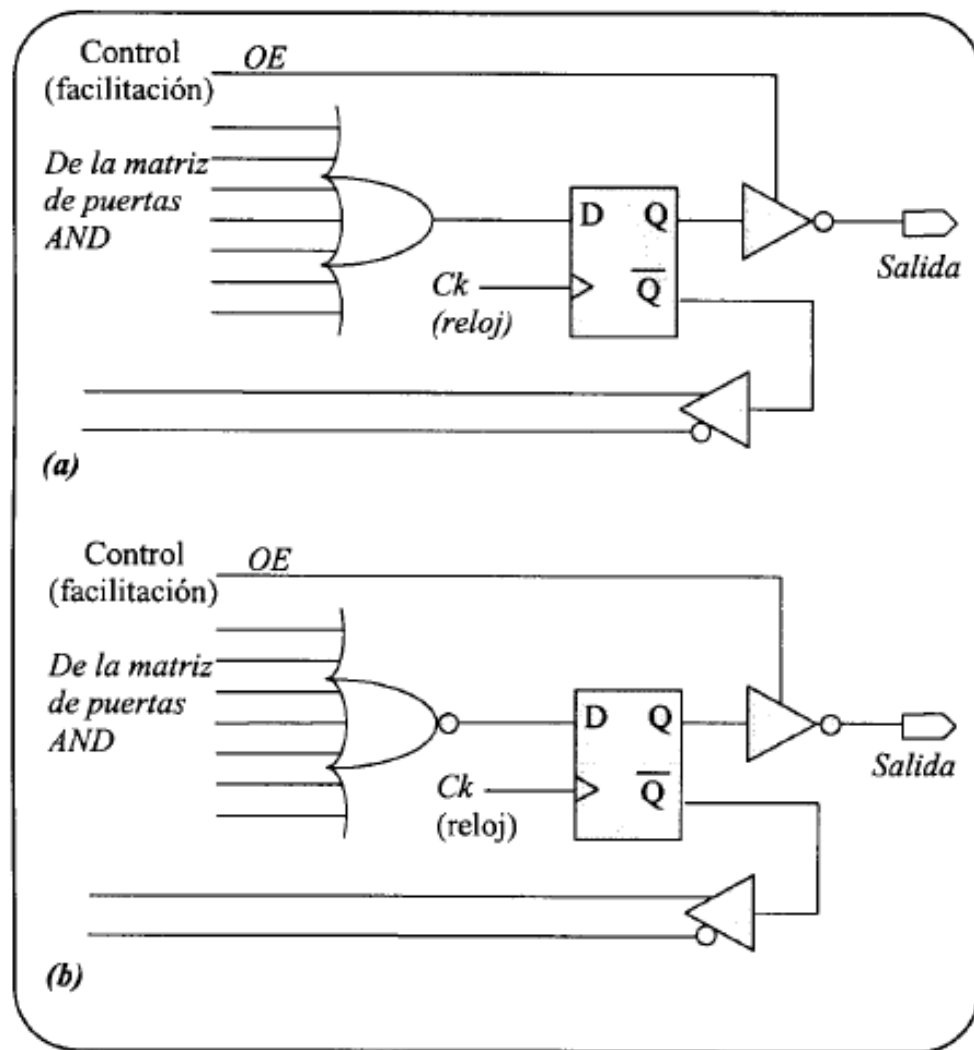 Control
(facilitación)
OE
De la matriz
de puertas
AND
D Q
Q̅
Ck
(reloj)
Salida
(a)
Control
(facilitación)
OE
De la matriz
de puertas
AND
D Q
Q̅
Ck
(reloj)
Salida
(b)